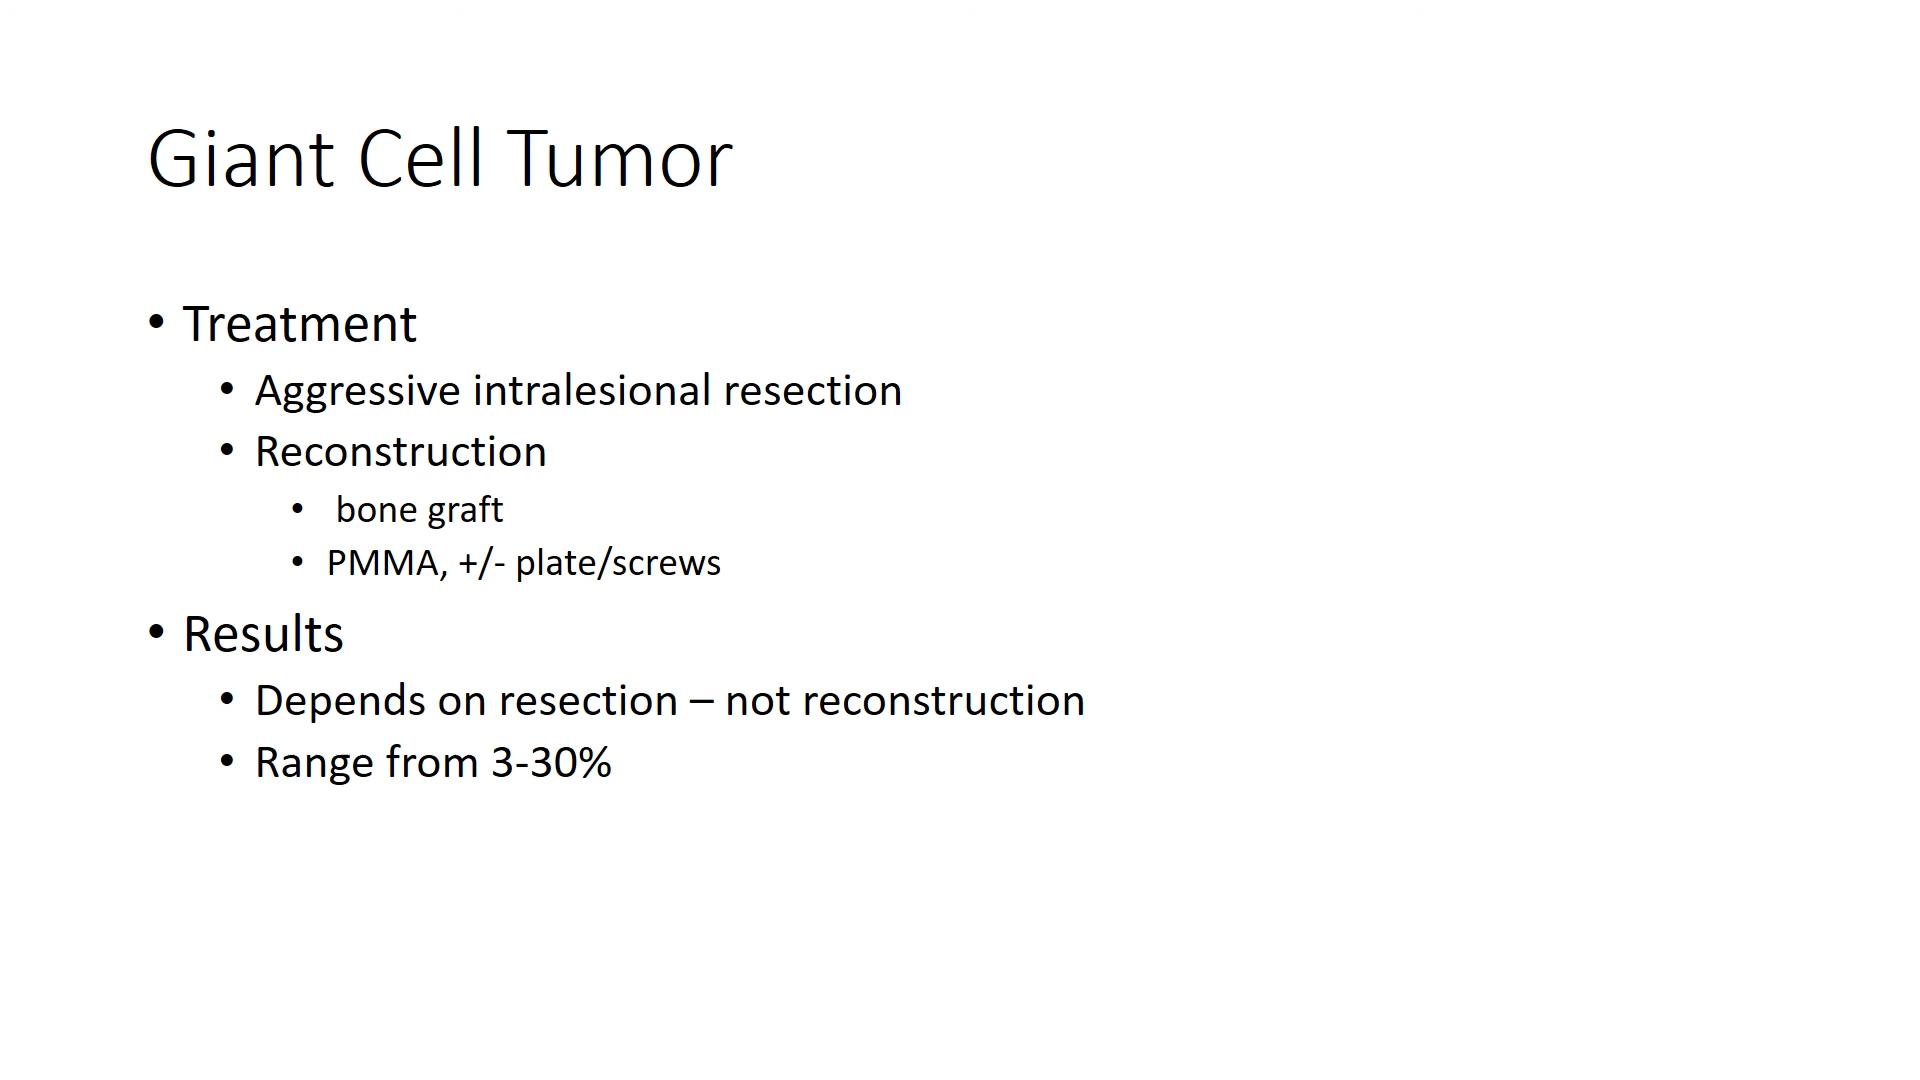 Giant Cell Tumor
• Treatment
• Aggressive intralesional resection
• Reconstruction
• bone graft
• PMMA, +/- plate/screws
• Results
• Depends on resection – not reconstruction
• Range from 3-30%